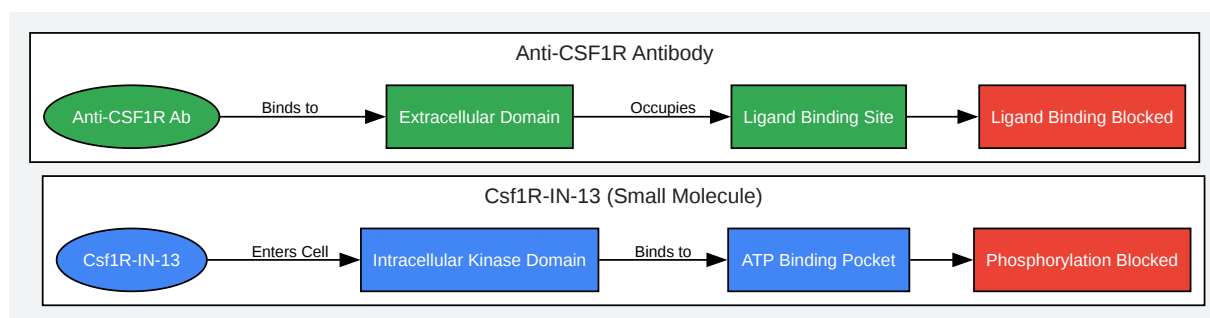 Anti-CSF1R Antibody
Anti-CSF1R Ab
Binds to
Extracellular Domain
Occupies
Ligand Binding Site
Ligand Binding Blocked
Csf1R-IN-13 (Small Molecule)
Csf1R-IN-13
Enters Cell
Intracellular Kinase Domain
Binds to
ATP Binding Pocket
Phosphorylation Blocked